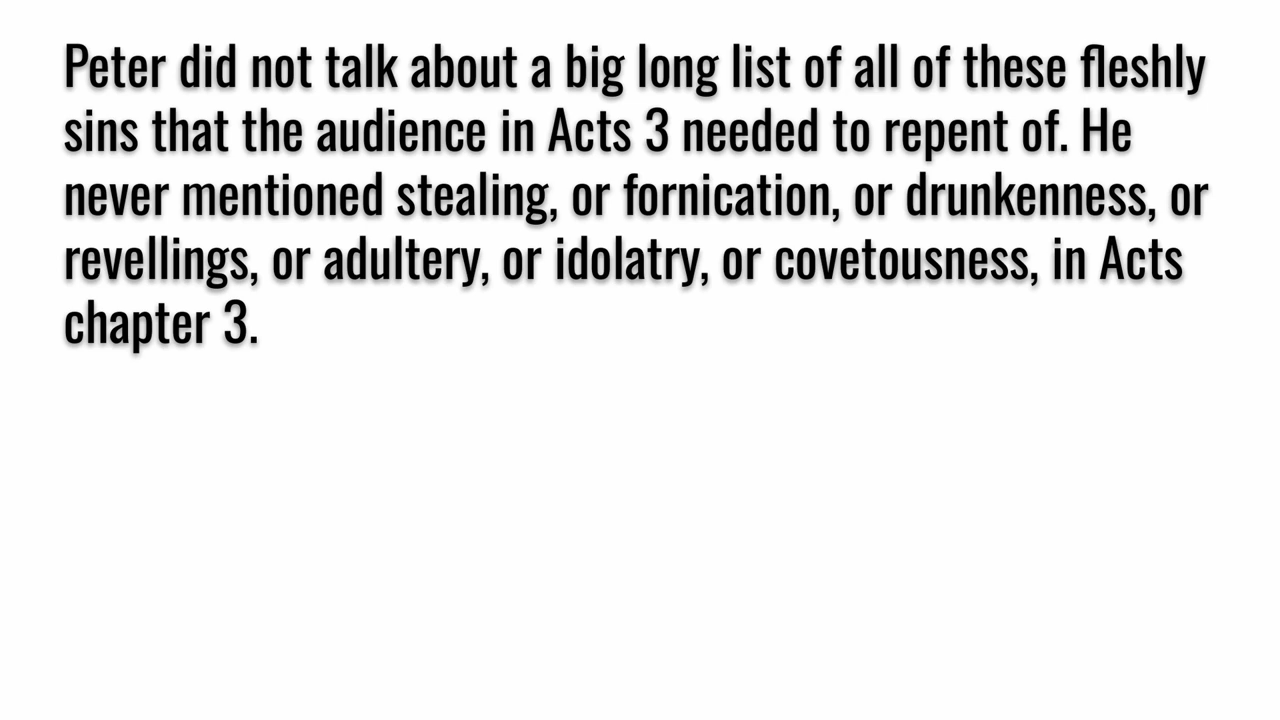 Peter did not talk about a big long list of all of these fleshly
sins that the audience in Acts 3 needed to repent of. He
never mentioned stealing, or fornication, or drunkenness, or
revellings, or adultery, or idolatry, or covetousness, in Acts
chapter 3.